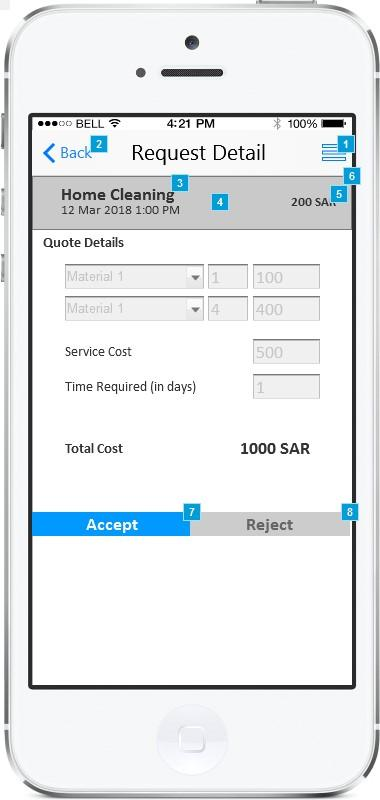 BELL 4:21 PM 100%
1
2
Back Request Detail
3
6
Home Cleaning 4 5
12 Mar 2018 1:00 PM 200 SAR
Quote Details
Material 1 1 100
Material 1 4 400
Service Cost 500
Time Required (in days) 1
Total Cost 1000 SAR
7 8
Accept Reject